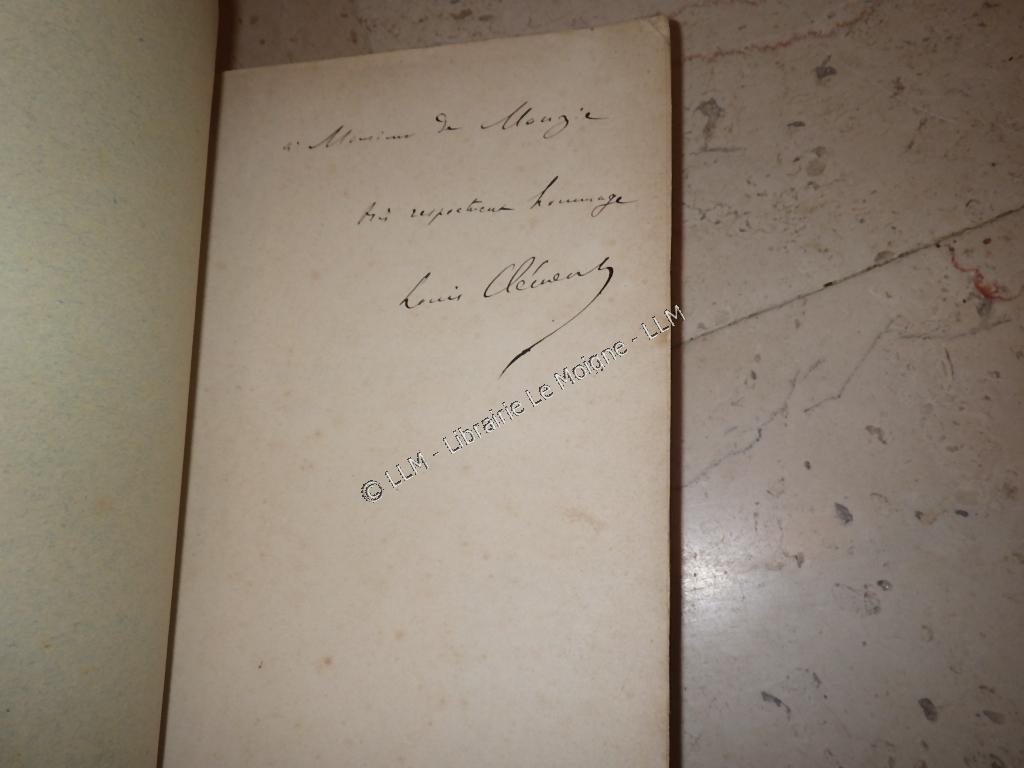 à Monsieur de Monzie
très respectueux hommage
Louis Clément
© LLM - Librairie Le Moigne - LLM